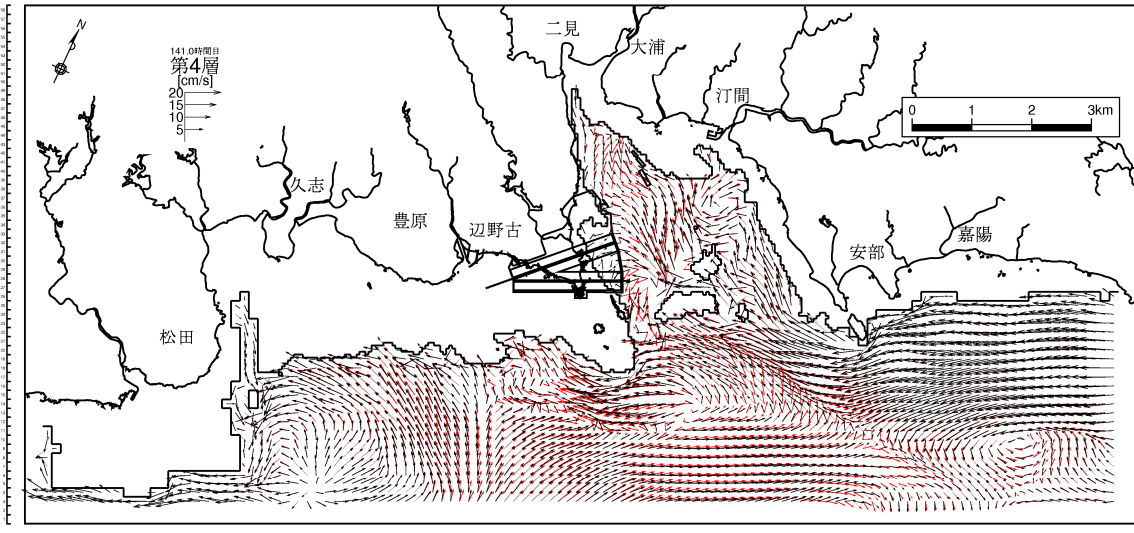 N
141.0時間目
第4層
[cm/s]
20
15
10
5
二見
大浦
汀間
0 1 2 3km
久志
豊原
辺野古
安部
嘉陽
松田